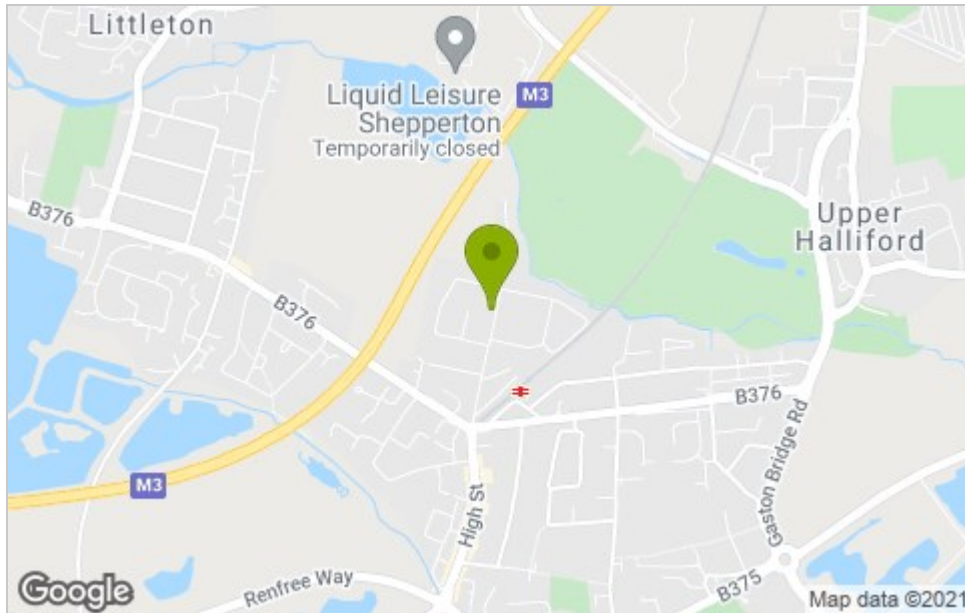 Littleton
Liquid Leisure
Shepperton
Temporarily closed
M3
B376
Upper
Halliford
B376
B376
M3
High St
Gaston Bridge Rd
Renfree Way
B375
Google
Map data ©2021